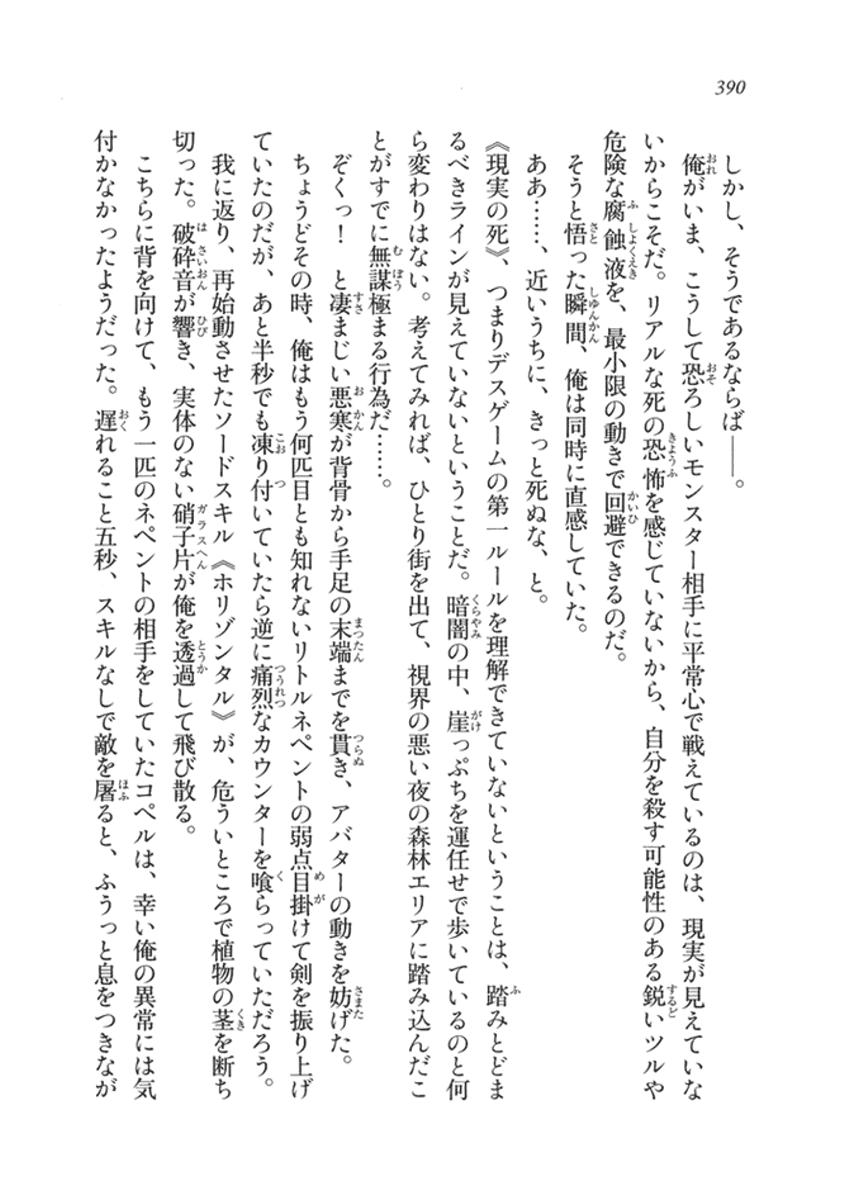 390
しかし、そうであるならば――。
俺がいま、こうして恐ろしいモンスター相手に平常心で戦えているのは、現実が見えていな
いからこそだ。リアルな死の恐怖を感じていないから、自分を殺す可能性のある鋭いツルや
危険な腐蝕液を、最小限の動きで回避できるのだ。
そうと悟った瞬間、俺は同時に直感していた。
ああ……、近いうちに、きっと死ぬな、と。
《現実の死》、つまりデスゲームの第一ルールを理解できていないということは、踏みとどま
るべきラインが見えていないということだ。暗闇の中、崖っぷちを運任せで歩いているのと何
ら変わりはない。考えてみれば、ひとり街を出て、視界の悪い夜の森林エリアに踏み込んだこ
とがすでに無謀極まる行為だ……。
ぞくっ！　と凄まじい悪寒が背骨から手足の末端までを貫き、アバターの動きを妨げた。
ちょうどその時、俺はもう何匹目とも知れないリトルネペントの弱点目掛けて剣を振り上げ
ていたのだが、あと半秒でも凍り付いていたら逆に痛烈なカウンターを喰らっていただろう。
我に返り、再始動させたソードスキル《ホリゾンタル》が、危ういところで植物の茎を断ち
切った。破砕音が響き、実体のない硝子片が俺を透過して飛び散る。
こちらに背を向けて、もう一匹のネペントの相手をしていたコペルは、幸い俺の異常には気
付かなかったようだった。遅れること五秒、スキルなしで敵を屠ると、ふうっと息をつきなが